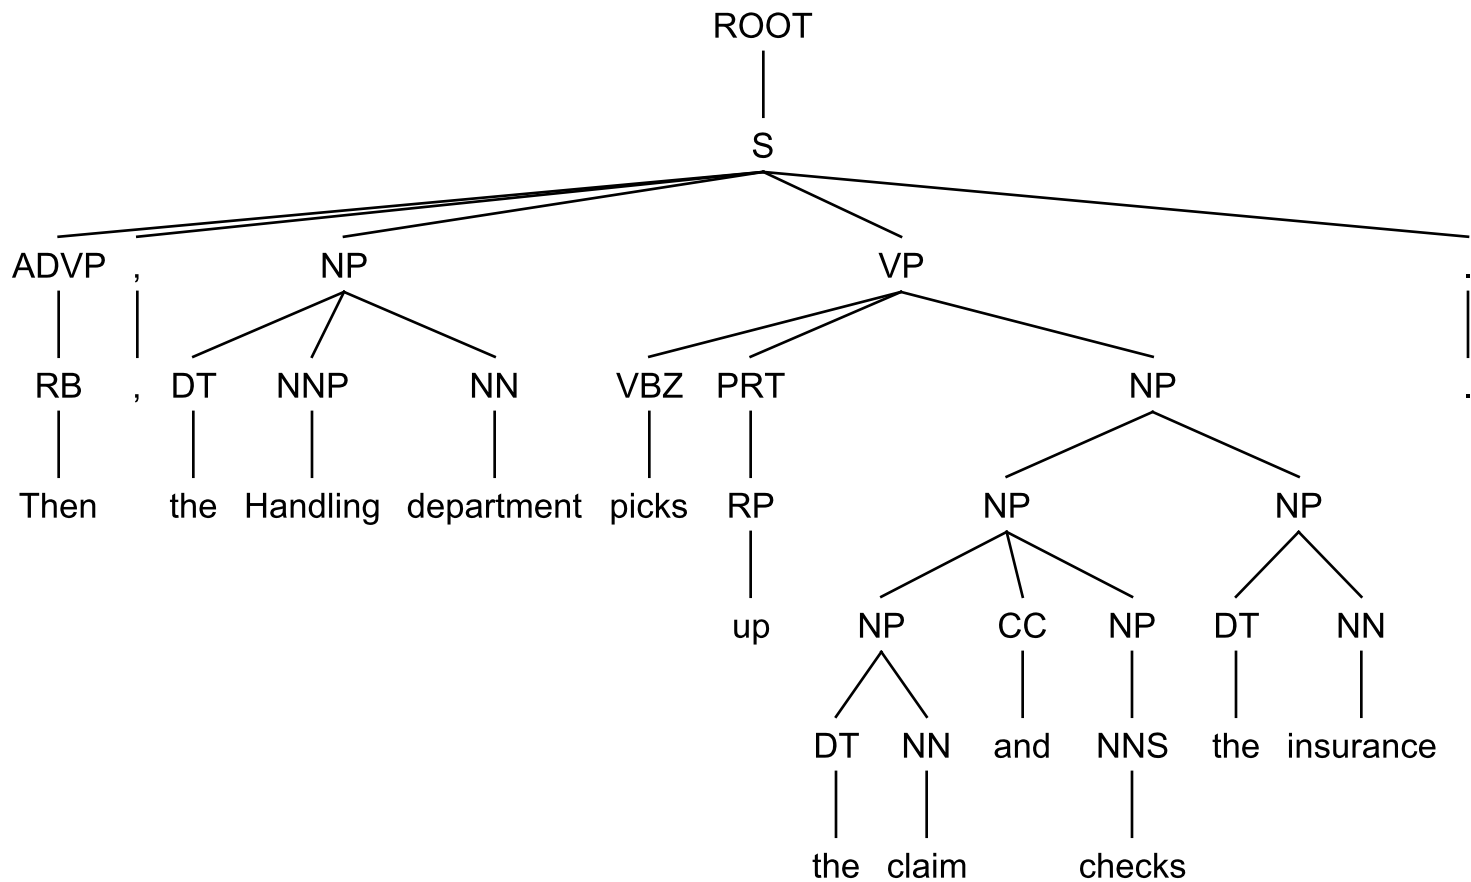 ROOT
S
ADVP , NP VP .
RB , DT NNP NN VBZ PRT NP .
Then the Handling department picks RP NP NP
up NP CC NP DT NN
DT NN and NNS the insurance
the claim checks